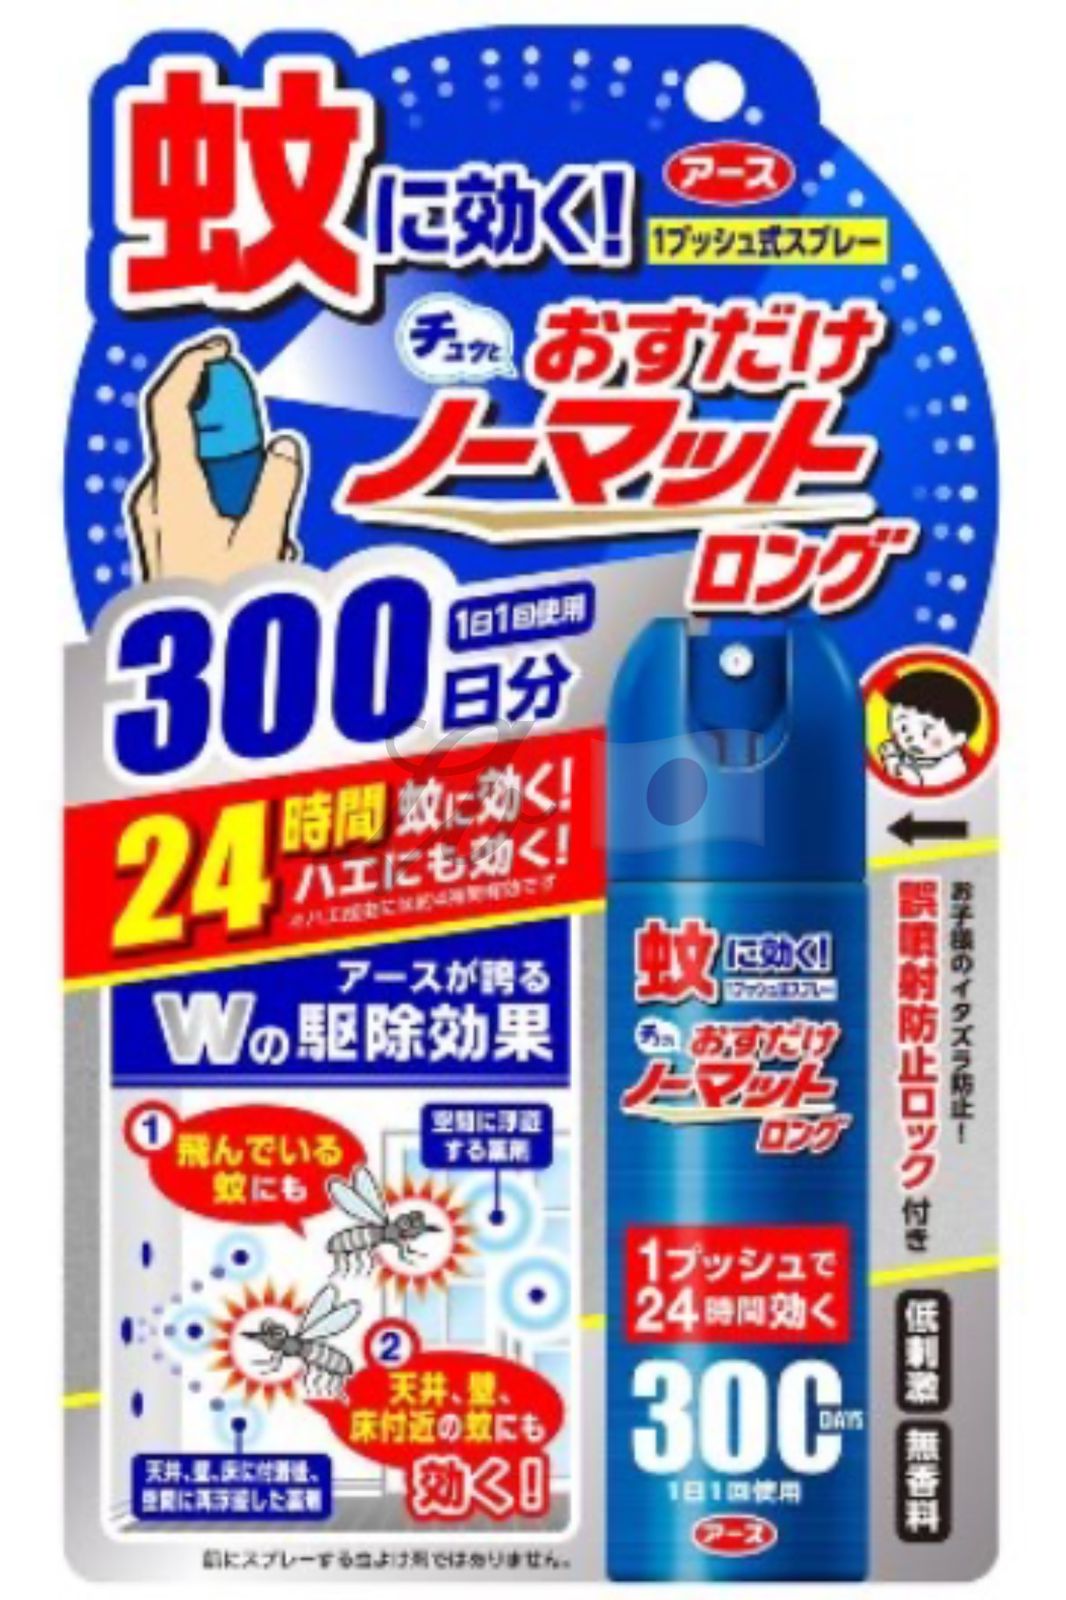 蚊に効く!
アース
1プッシュ式スプレー
チュウと
おすだけ
ノーマット
ロング
300日分
1日1回使用
24時間 蚊に効く!
ハエにも効く!
アースが誇る
Wの駆除効果
1
飛んでいる
蚊にも
空間に浮遊
する薬剤
2
天井、壁、
床付近の蚊にも
効く!
天井、壁、床に付着後、
空間に再浮遊した薬剤
肌にスプレーする虫よけ剤ではありません。
お子様のイタズラ防止!
誤噴射防止ロック付き
低刺激
無香料
蚊に効く!
1プッシュ式スプレー
おすだけ
ノーマット
ロング
1プッシュで
24時間効く
300
DAYS
1日1回使用
アース